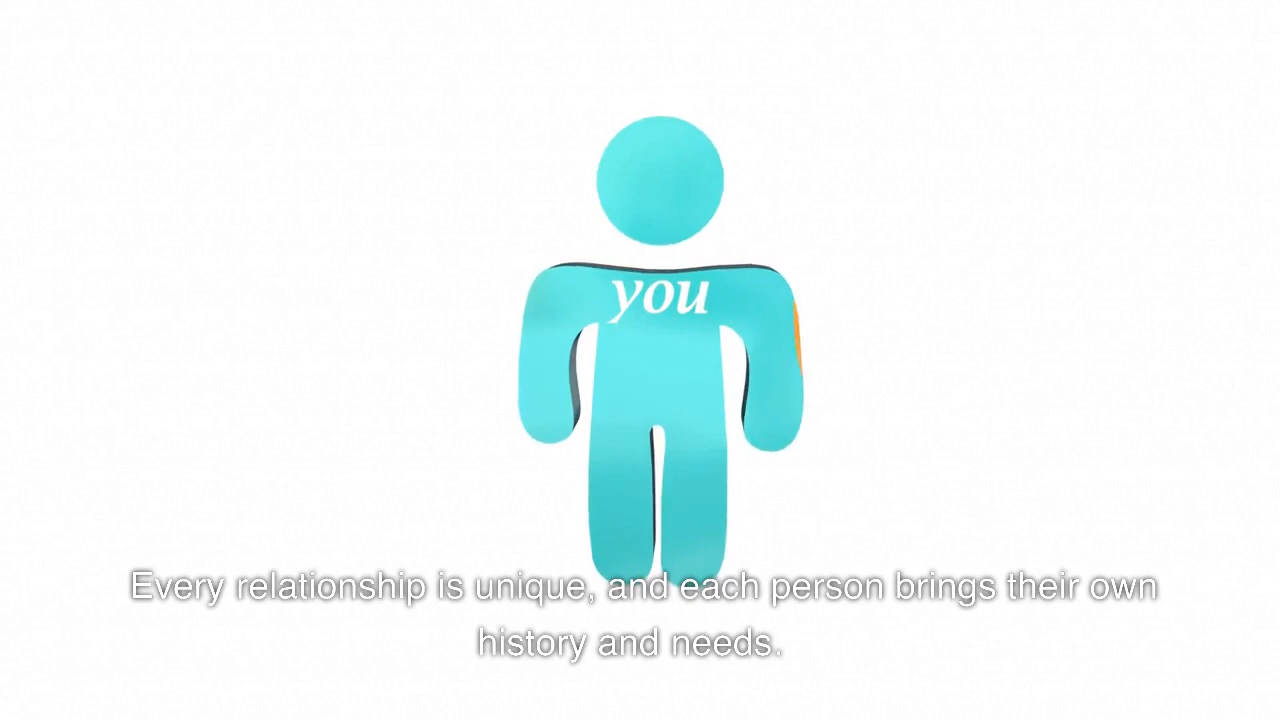 you
Every relationship is unique, and each person brings their own
history and needs.